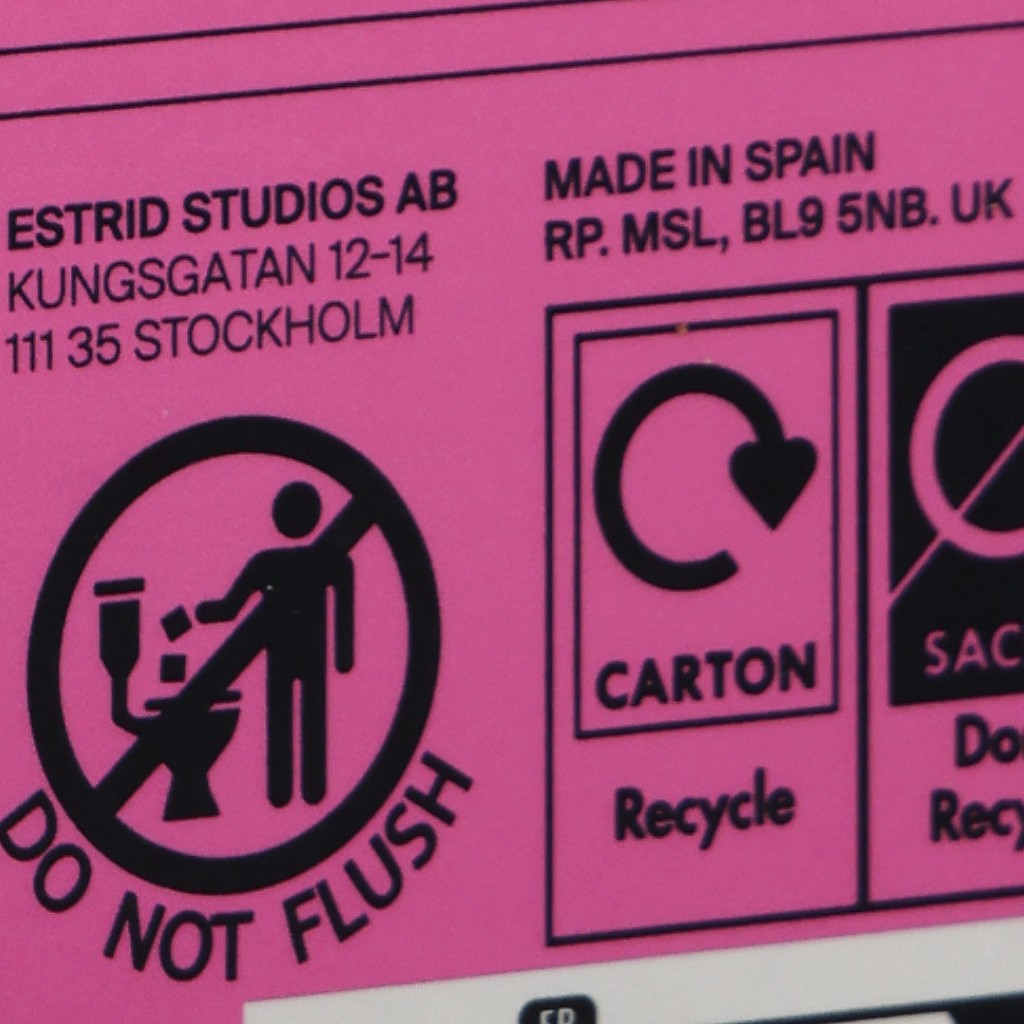 ESTRID STUDIOS AB
KUNGSGATAN 12-14
111 35 STOCKHOLM
MADE IN SPAIN
RP. MSL, BL9 5NB. UK
DO NOT FLUSH
CARTON
Recycle
FR